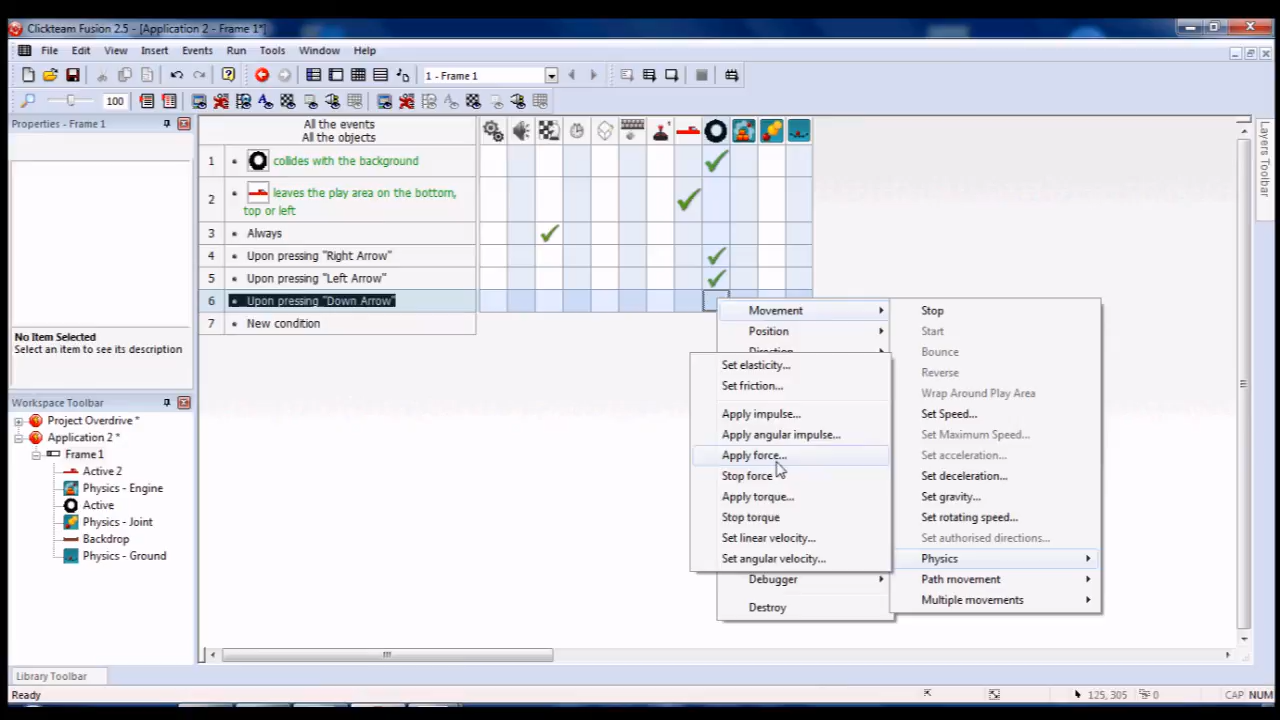 Clickteam Fusion 2.5 - [Application 2 - Frame 1*]
File Edit View Insert Events Run Tools Window Help
1 - Frame 1
100
Properties - Frame 1
No Item Selected
Select an item to see its description
Workspace Toolbar
Project Overdrive *
Application 2 *
Frame 1
Active 2
Physics - Engine
Active
Physics - Joint
Backdrop
Physics - Ground
Library Toolbar
Ready
All the events
All the objects
1 • collides with the background
2 • leaves the play area on the bottom,
top or left
3 • Always
4 • Upon pressing "Right Arrow"
5 • Upon pressing "Left Arrow"
6 • Upon pressing "Down Arrow"
7 • New condition
Movement
Position
Direction
Debugger
Destroy
Set elasticity...
Set friction...
Apply impulse...
Apply angular impulse...
Apply force...
Stop force
Apply torque...
Stop torque
Set linear velocity...
Set angular velocity...
Stop
Start
Bounce
Reverse
Wrap Around Play Area
Set Speed...
Set Maximum Speed...
Set acceleration...
Set deceleration...
Set gravity...
Set rotating speed...
Set authorised directions...
Physics
Path movement
Multiple movements
Layers Toolbar
125, 305
0
CAP NUM